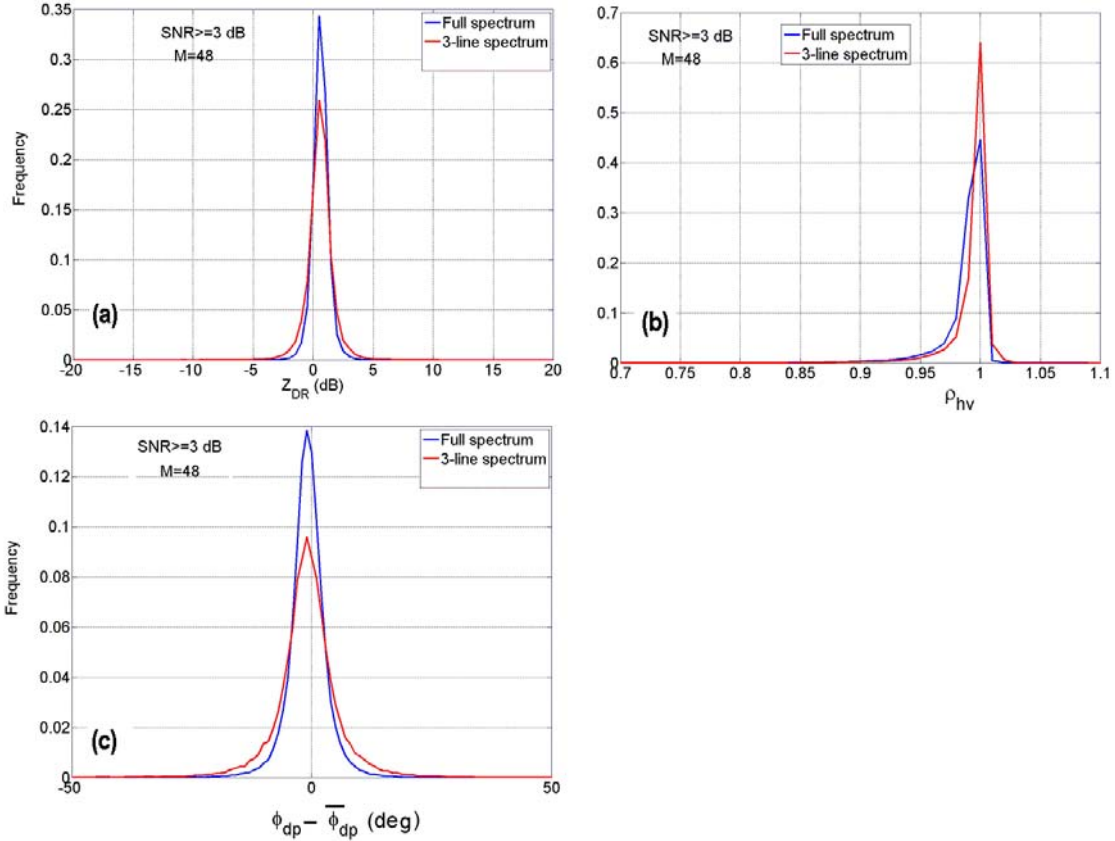 0.35
0.3
0.25
0.2
0.15
0.1
0.05
0
Frequency
SNR>=3 dB
M=48
Full spectrum
3-line spectrum
(a)
-20 -15 -10 -5 0 5 10 15 20
Z_DR (dB)
0.7
0.6
0.5
0.4
0.3
0.2
0.1
0
SNR>=3 dB
M=48
Full spectrum
3-line spectrum
(b)
0.7 0.75 0.8 0.85 0.9 0.95 1 1.05 1.1
ρ_hv
0.14
0.12
0.1
0.08
0.06
0.04
0.02
0
Frequency
SNR>=3 dB
M=48
Full spectrum
3-line spectrum
(c)
-50 0 50
ϕ_dp − ϕ̅_dp (deg)